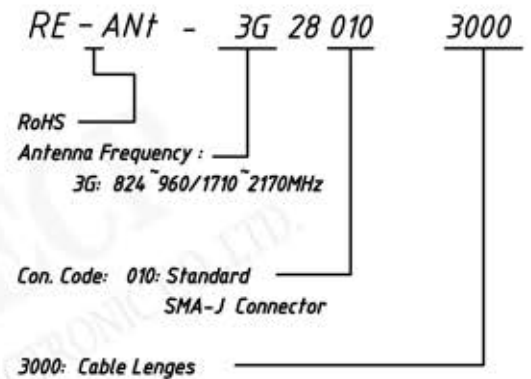 RE - ANt - 3G 28 010 3000
RoHS
Antenna Frequency :
3G: 824~960/1710~2170MHz
Con. Code: 010: Standard
SMA-J Connector
3000: Cable Lenges